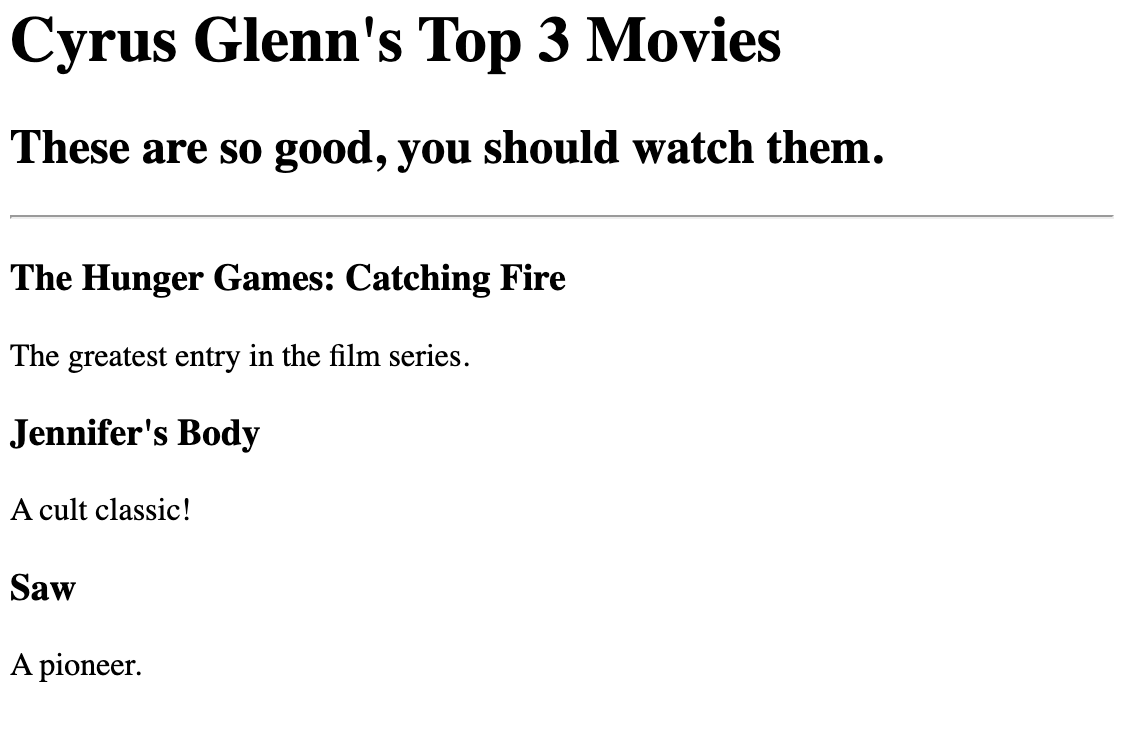 Cyrus Glenn's Top 3 Movies
These are so good, you should watch them.
The Hunger Games: Catching Fire
The greatest entry in the film series.
Jennifer's Body
A cult classic!
Saw
A pioneer.